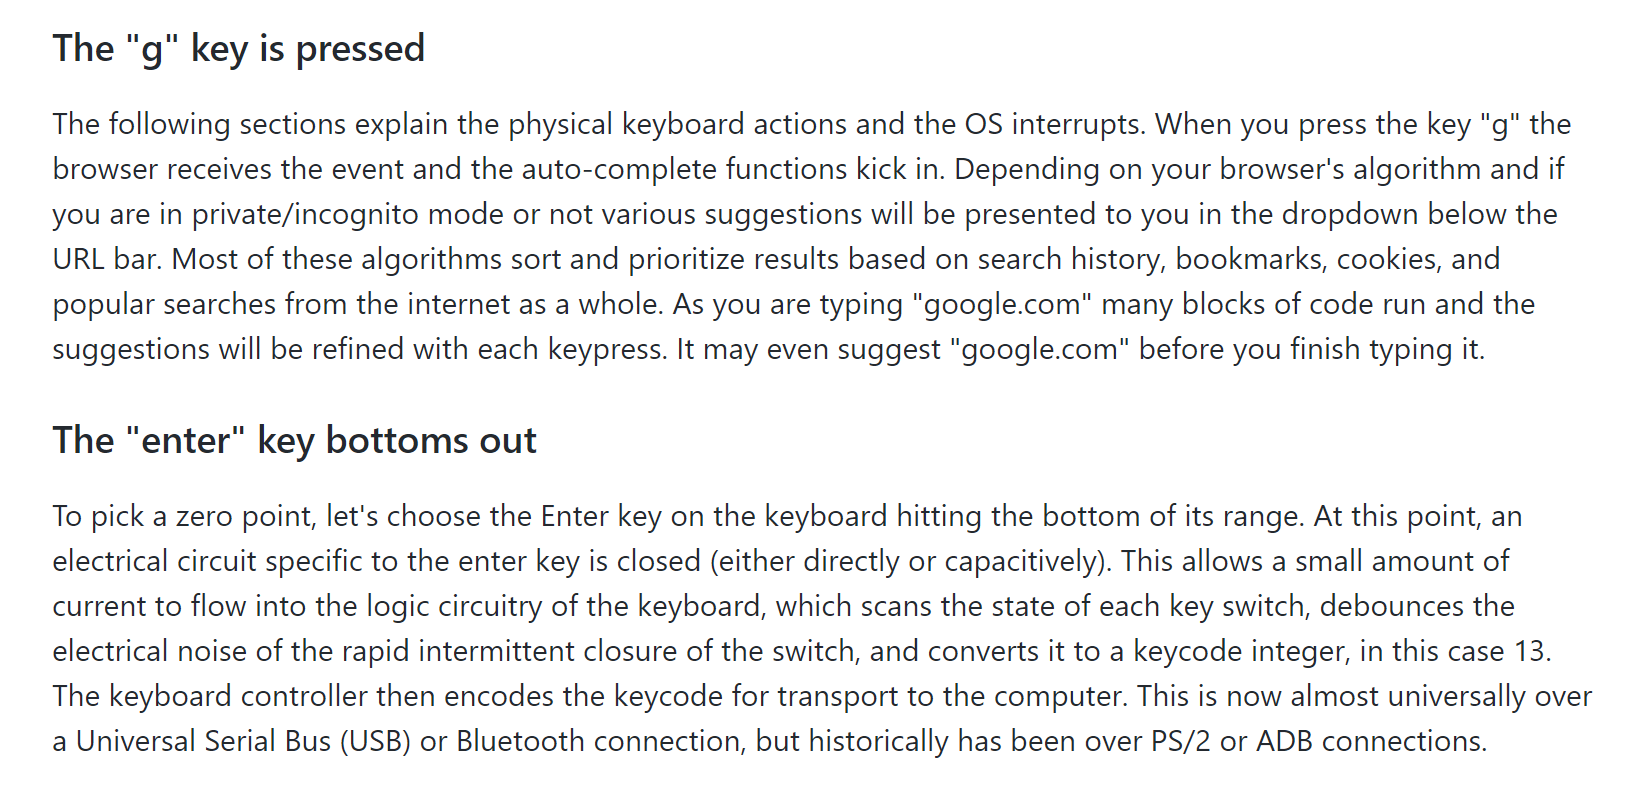 The "g" key is pressed
The following sections explain the physical keyboard actions and the OS interrupts. When you press the key "g" the
browser receives the event and the auto-complete functions kick in. Depending on your browser's algorithm and if
you are in private/incognito mode or not various suggestions will be presented to you in the dropdown below the
URL bar. Most of these algorithms sort and prioritize results based on search history, bookmarks, cookies, and
popular searches from the internet as a whole. As you are typing "google.com" many blocks of code run and the
suggestions will be refined with each keypress. It may even suggest "google.com" before you finish typing it.
The "enter" key bottoms out
To pick a zero point, let's choose the Enter key on the keyboard hitting the bottom of its range. At this point, an
electrical circuit specific to the enter key is closed (either directly or capacitively). This allows a small amount of
current to flow into the logic circuitry of the keyboard, which scans the state of each key switch, debounces the
electrical noise of the rapid intermittent closure of the switch, and converts it to a keycode integer, in this case 13.
The keyboard controller then encodes the keycode for transport to the computer. This is now almost universally over
a Universal Serial Bus (USB) or Bluetooth connection, but historically has been over PS/2 or ADB connections.